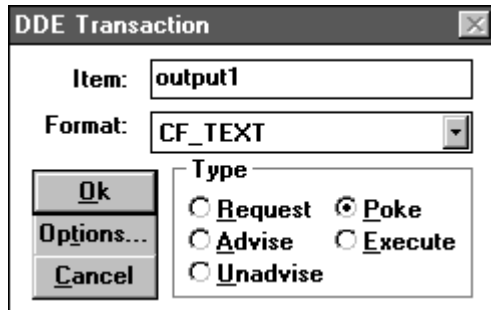 DDE Transaction
Item: output1
Format: CF_TEXT
Type
Ok
Options...
Cancel
Request Poke
Advise Execute
Unadvise